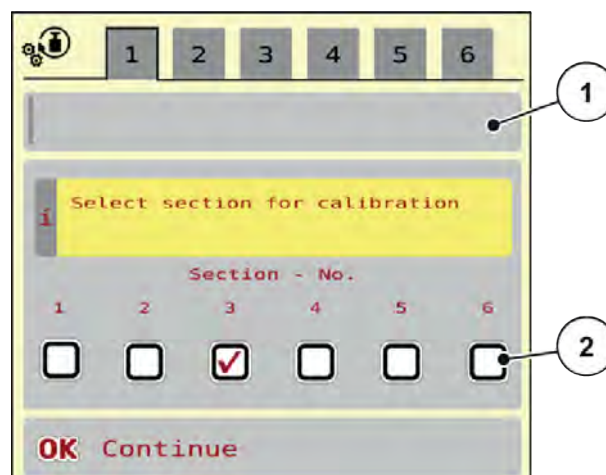 1 2 3 4 5 6
1
i Select section for calibration
Section - No.
1 2 3 4 5 6
2
OK Continue